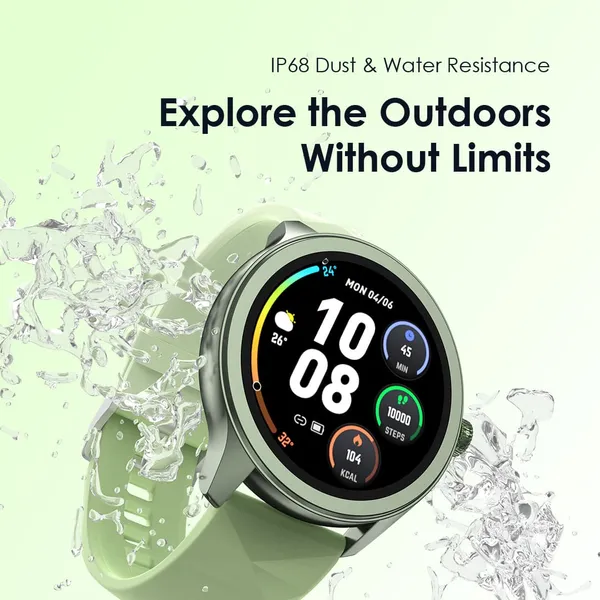 IP68 Dust & Water Resistance
Explore the Outdoors
Without Limits
24°
MON 04/06
26°
10
08
45
MIN
10000
STEPS
32°
104
KCAL